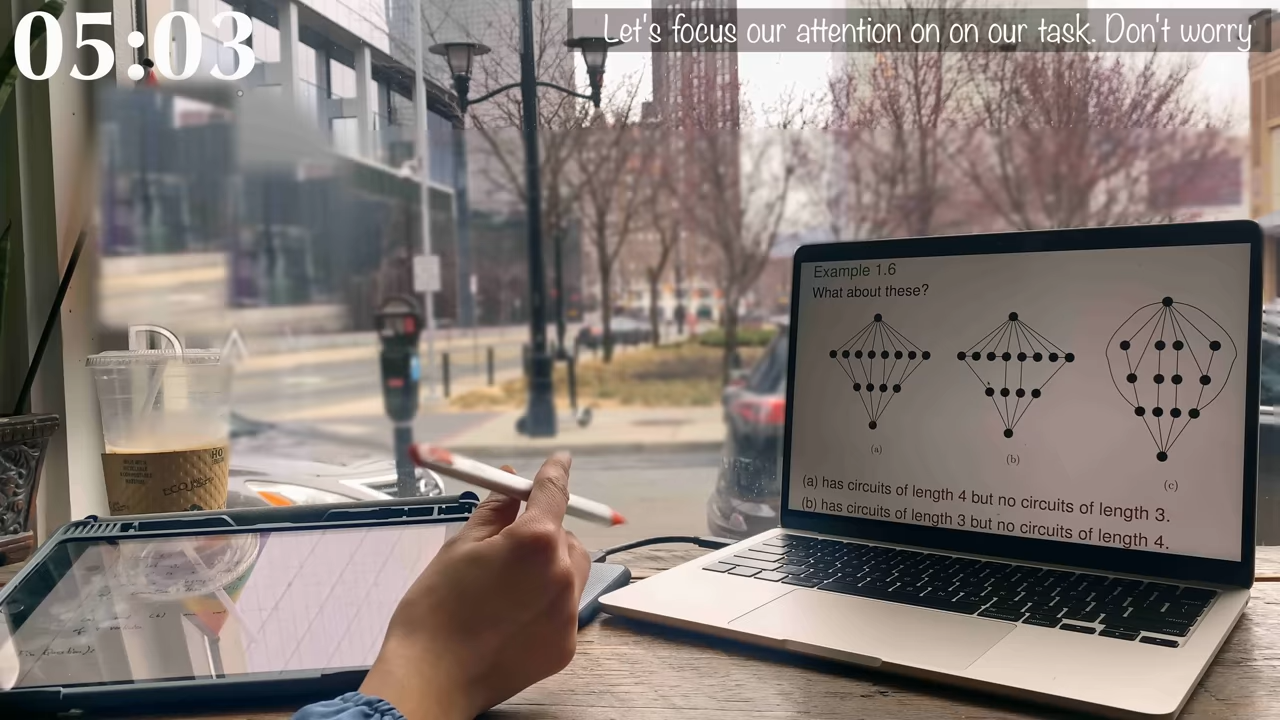 05:03
Let's focus our attention on on our task. Don't worry
Example 1.6
What about these?
(a)
(b)
(c)
(a) has circuits of length 4 but no circuits of length 3.
(b) has circuits of length 3 but no circuits of length 4.